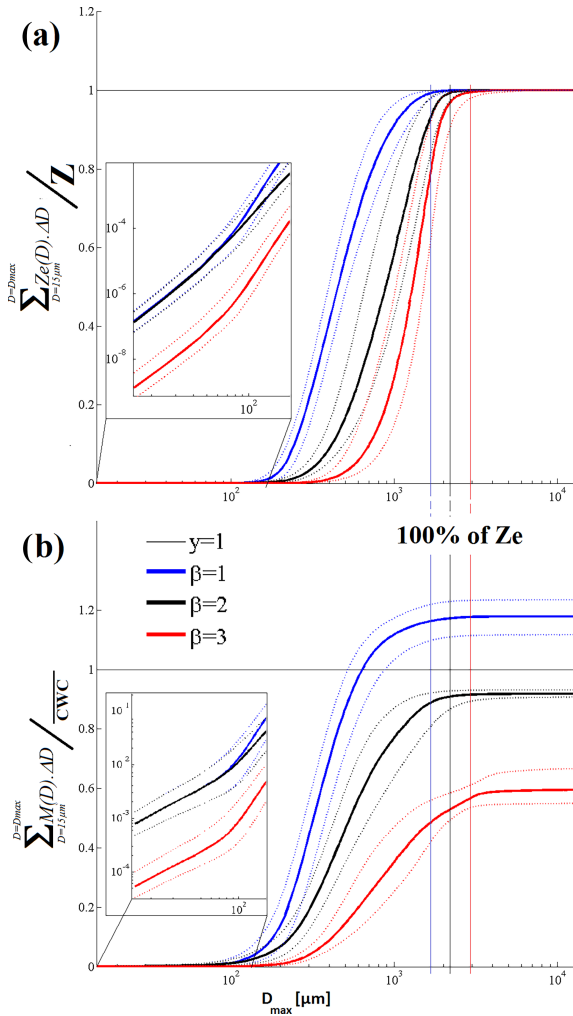 (a)
D=Dmax
∑ Ze(D).ΔD / Z
D=15μm
1.2
1
0.8
0.6
0.4
0.2
0
10^-4
10^-6
10^-8
10^2
10^2
10^3
10^4
100% of Ze
(b)
y=1
β=1
β=2
β=3
D=Dmax
∑ M(D).ΔD / CWC
D=15μm
1.2
1
0.8
0.6
0.4
0.2
0
10^-1
10^-2
10^-3
10^-4
10^2
10^2
10^3
10^4
D_max [μm]